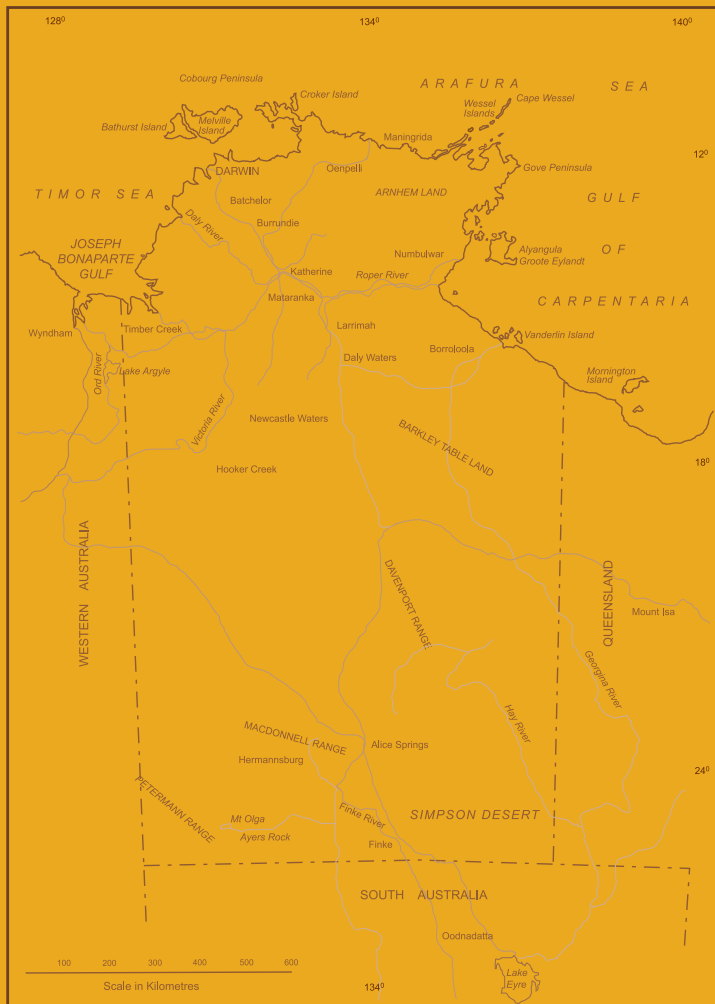 128⁰
134⁰
140⁰
Cobourg Peninsula
ARAFURA SEA
Croker Island
Cape Wessel
Wessel
Islands
Bathurst Island
Melville
Island
Maningrida
12⁰
DARWIN
Oenpelli
Gove Peninsula
TIMOR SEA
Batchelor
ARNHEM LAND
GULF
Daly River
Burrundie
JOSEPH
BONAPARTE
GULF
Numbulwar
Alyangula
Groote Eylandt
OF
Katherine
Roper River
Mataranka
CARPENTARIA
Wyndham
Timber Creek
Larrimah
Vanderlin Island
Daly Waters
Borroloola
Ord River
Lake Argyle
Mornington
Island
Victoria River
Newcastle Waters
BARKLEY TABLE LAND
18⁰
Hooker Creek
WESTERN AUSTRALIA
DAVENPORT RANGE
QUEENSLAND
Mount Isa
Georgina River
Hay River
MACDONNELL RANGE
Alice Springs
Hermannsburg
24⁰
PETERMANN RANGE
Mt Olga
Finke River
SIMPSON DESERT
Ayers Rock
Finke
SOUTH AUSTRALIA
Oodnadatta
100 200 300 400 500 600
Scale in Kilometres
134⁰
Lake
Eyre